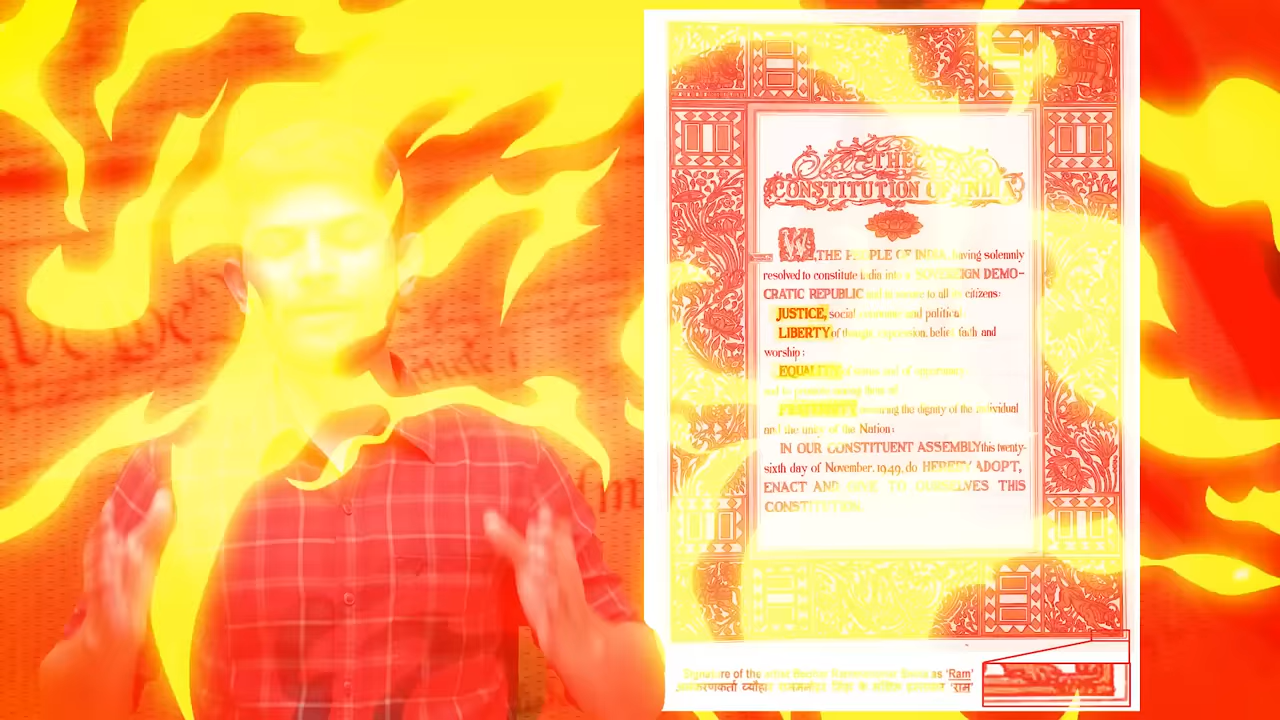 THE
CONSTITUTION OF INDIA
WE, THE PEOPLE OF INDIA, having solemnly
resolved to constitute India into a SOVEREIGN DEMO-
CRATIC REPUBLIC and to secure to all its citizens:
JUSTICE, social, economic and political;
LIBERTY of thought, expression, belief, faith and
worship;
EQUALITY of status and of opportunity;
and to promote among them all
FRATERNITY assuring the dignity of the individual
and the unity of the Nation;
IN OUR CONSTITUENT ASSEMBLY this twenty-
sixth day of November, 1949, do HEREBY ADOPT,
ENACT AND GIVE TO OURSELVES THIS
CONSTITUTION.
Signature of the artist Beohar Rammanohar Sinha as 'Ram'
'राम'
We
Article I